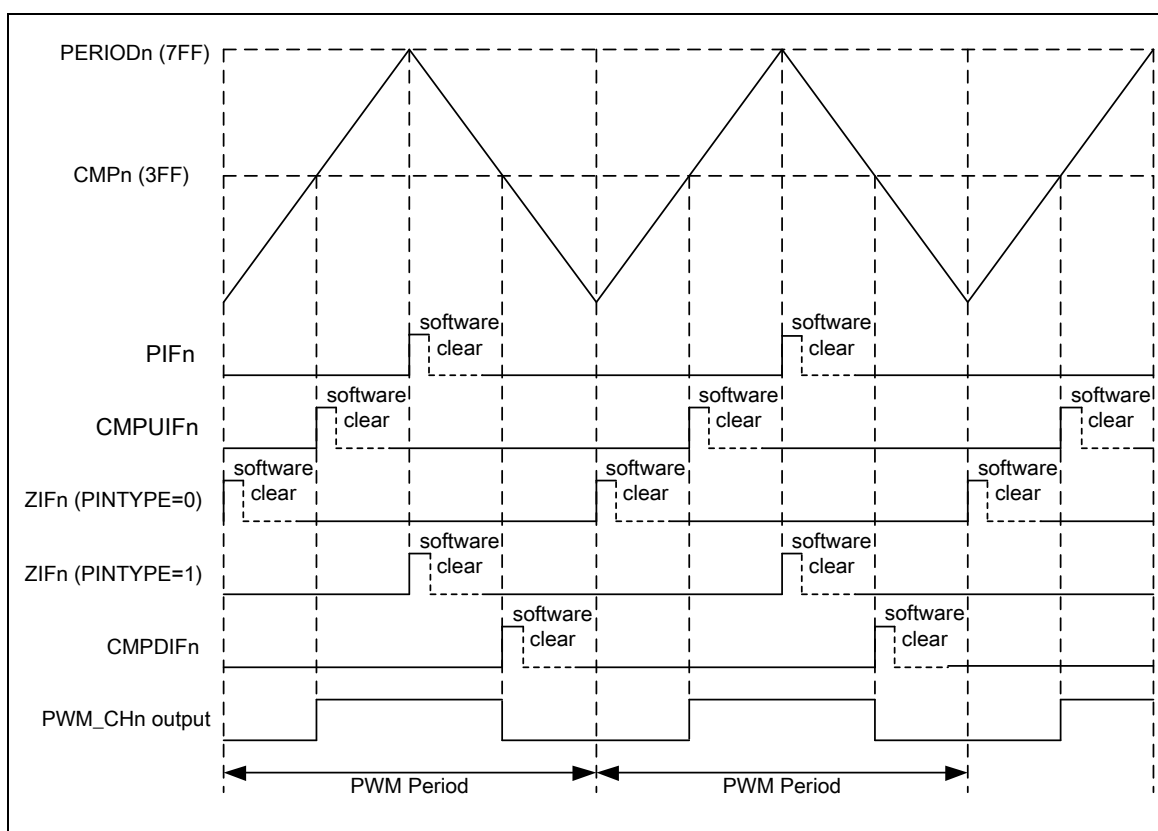 PERIODn (7FF)
CMPn (3FF)
software
clear
software
clear
PIFn
software
clear
software
clear
software
clear
CMPUIFn
software
clear
software
clear
software
clear
ZIFn (PINTYPE=0)
software
clear
software
clear
ZIFn (PINTYPE=1)
software
clear
software
clear
CMPDIFn
PWM_CHn output
PWM Period
PWM Period